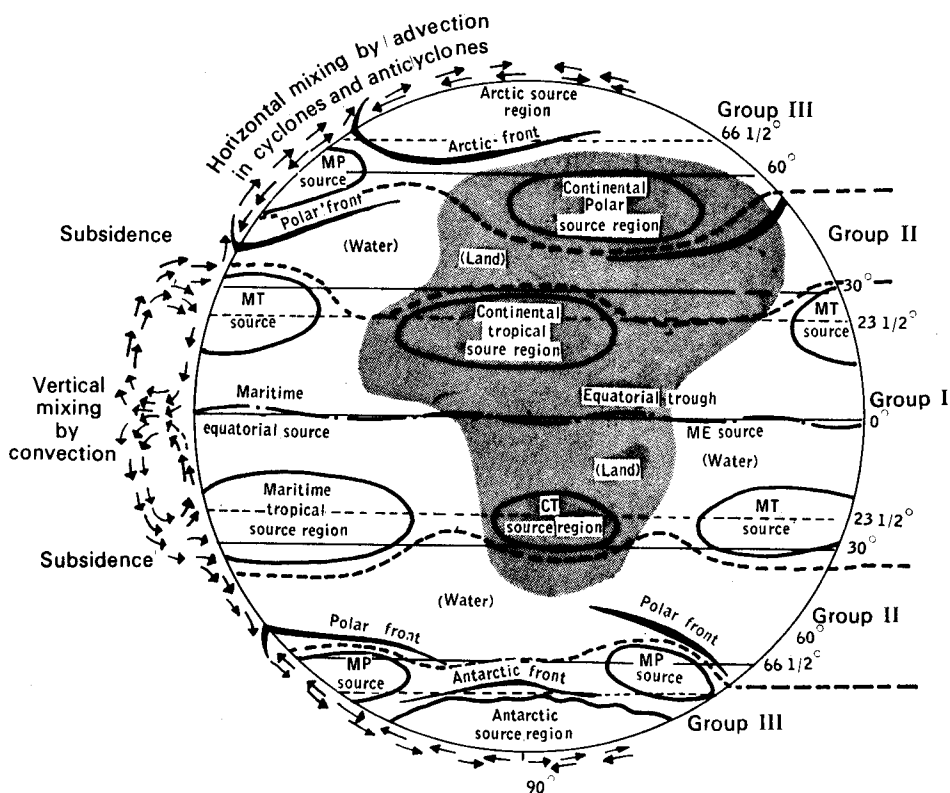 Horizontal mixing by advection
in cyclones and anticyclones
Arctic source
region
Group III
66 1/2°
Arctic front
60°
MP
source
Continental
Polar
source region
Polar front
Subsidence
(Water)
(Land)
Group II
30°
MT
source
Continental
tropical
soure region
MT
source
23 1/2°
Vertical
mixing
by
convection
Maritime
equatorial source
Equatorial trough
Group I
0°
ME source
(Land)
(Water)
Maritime
tropical
source region
CT
source region
MT
source
23 1/2°
30°
Subsidence
(Water)
Group II
Polar front
Polar front
60°
66 1/2°
MP
source
Antarctic front
MP
source
Antarctic
source region
Group III
90°